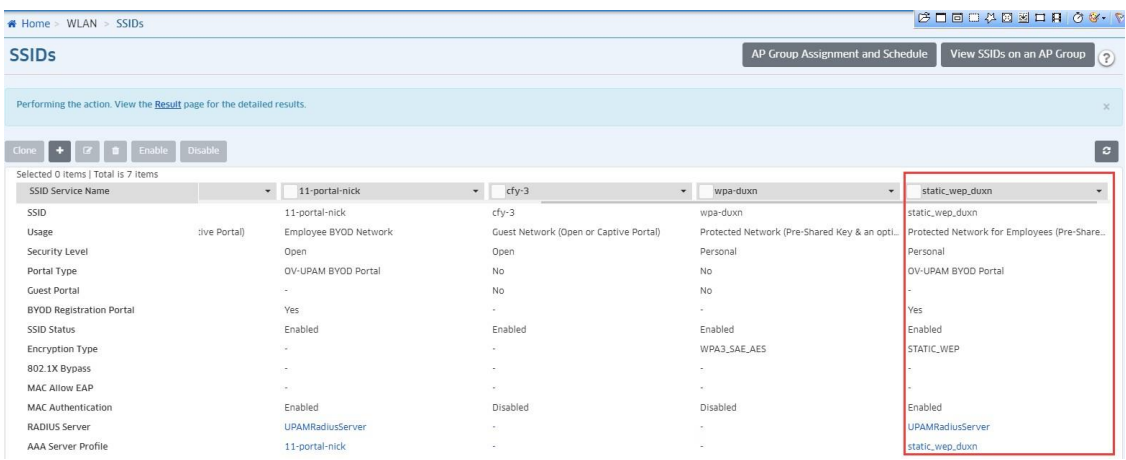 Home > WLAN > SSIDs
SSIDs AP Group Assignment and Schedule View SSIDs on an AP Group ?
Performing the action. View the Result page for the detailed results. x
Clone + Enable Disable
Selected 0 items | Total is 7 items
SSID Service Name 11-portal-nick cfy-3 wpa-duxn static_wep_duxn
SSID 11-portal-nick cfy-3 wpa-duxn static_wep_duxn
Usage :ive Portal) Employee BYOD Network Guest Network (Open or Captive Portal) Protected Network (Pre-Shared Key & an opti... Protected Network for Employees (Pre-Share...
Security Level Open Open Personal Personal
Portal Type OV-UPAM BYOD Portal No No OV-UPAM BYOD Portal
Guest Portal - No No -
BYOD Registration Portal Yes - - Yes
SSID Status Enabled Enabled Enabled Enabled
Encryption Type - - WPA3_SAE_AES STATIC_WEP
802.1X Bypass - - - -
MAC Allow EAP - - - -
MAC Authentication Enabled Disabled Disabled Enabled
RADIUS Server UPAMRadiusServer - - UPAMRadiusServer
AAA Server Profile 11-portal-nick - - static_wep_duxn